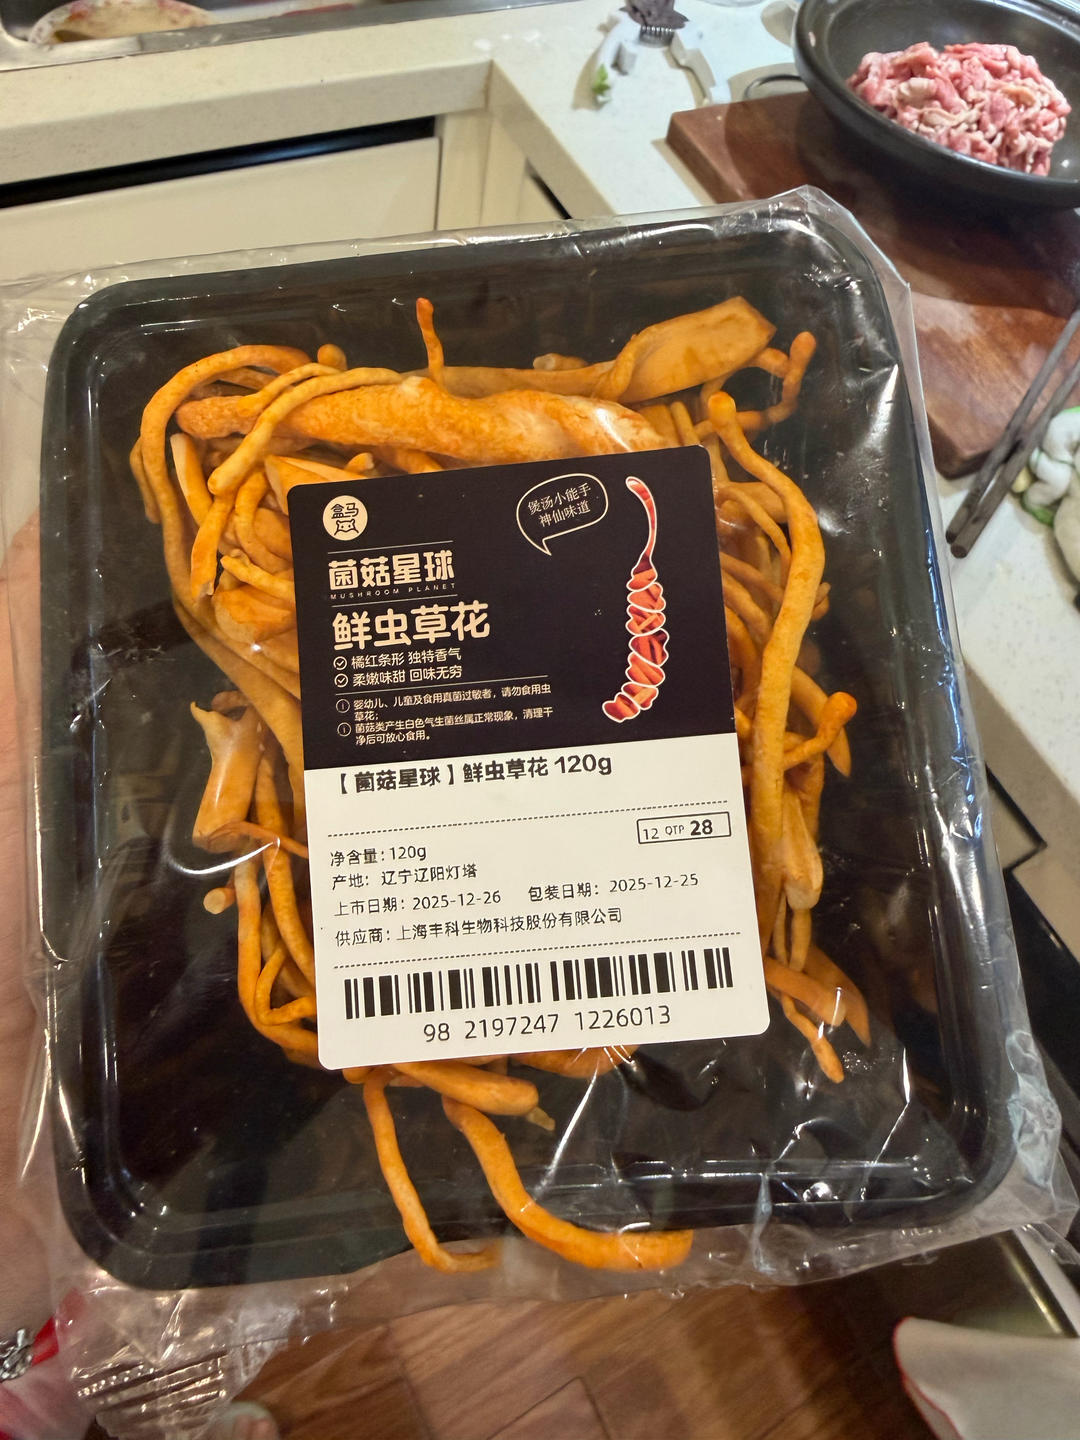 盒马
煲汤小能手
神仙味道
菌菇星球
MUSHROOM PLANET
鲜虫草花
橘红条形 独特香气
柔嫩味甜 回味无穷
婴幼儿、儿童及食用真菌过敏者，请勿食用虫
草花；
菌菇类产生白色气生菌丝属正常现象，清理干
净后可放心食用。
【菌菇星球】鲜虫草花 120g
12 QTP 28
净含量：120g
产地：辽宁辽阳灯塔
上市日期：2025-12-26 包装日期：2025-12-25
供应商：上海丰科生物科技股份有限公司
98 2197247 1226013